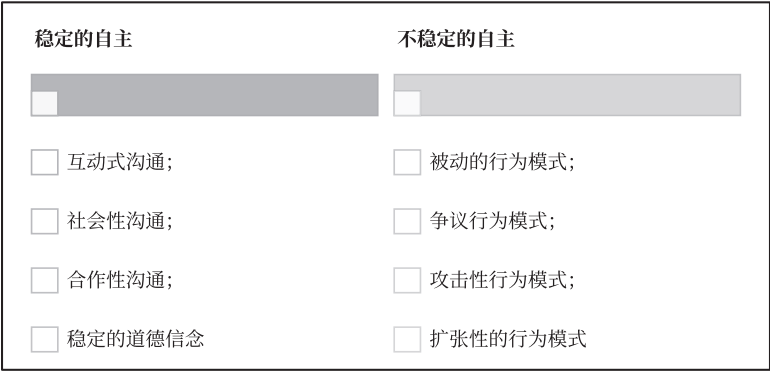 稳定的自主
不稳定的自主
互动式沟通；
被动的行为模式；
社会性沟通；
争议行为模式；
合作性沟通；
攻击性行为模式；
稳定的道德信念
扩张性的行为模式